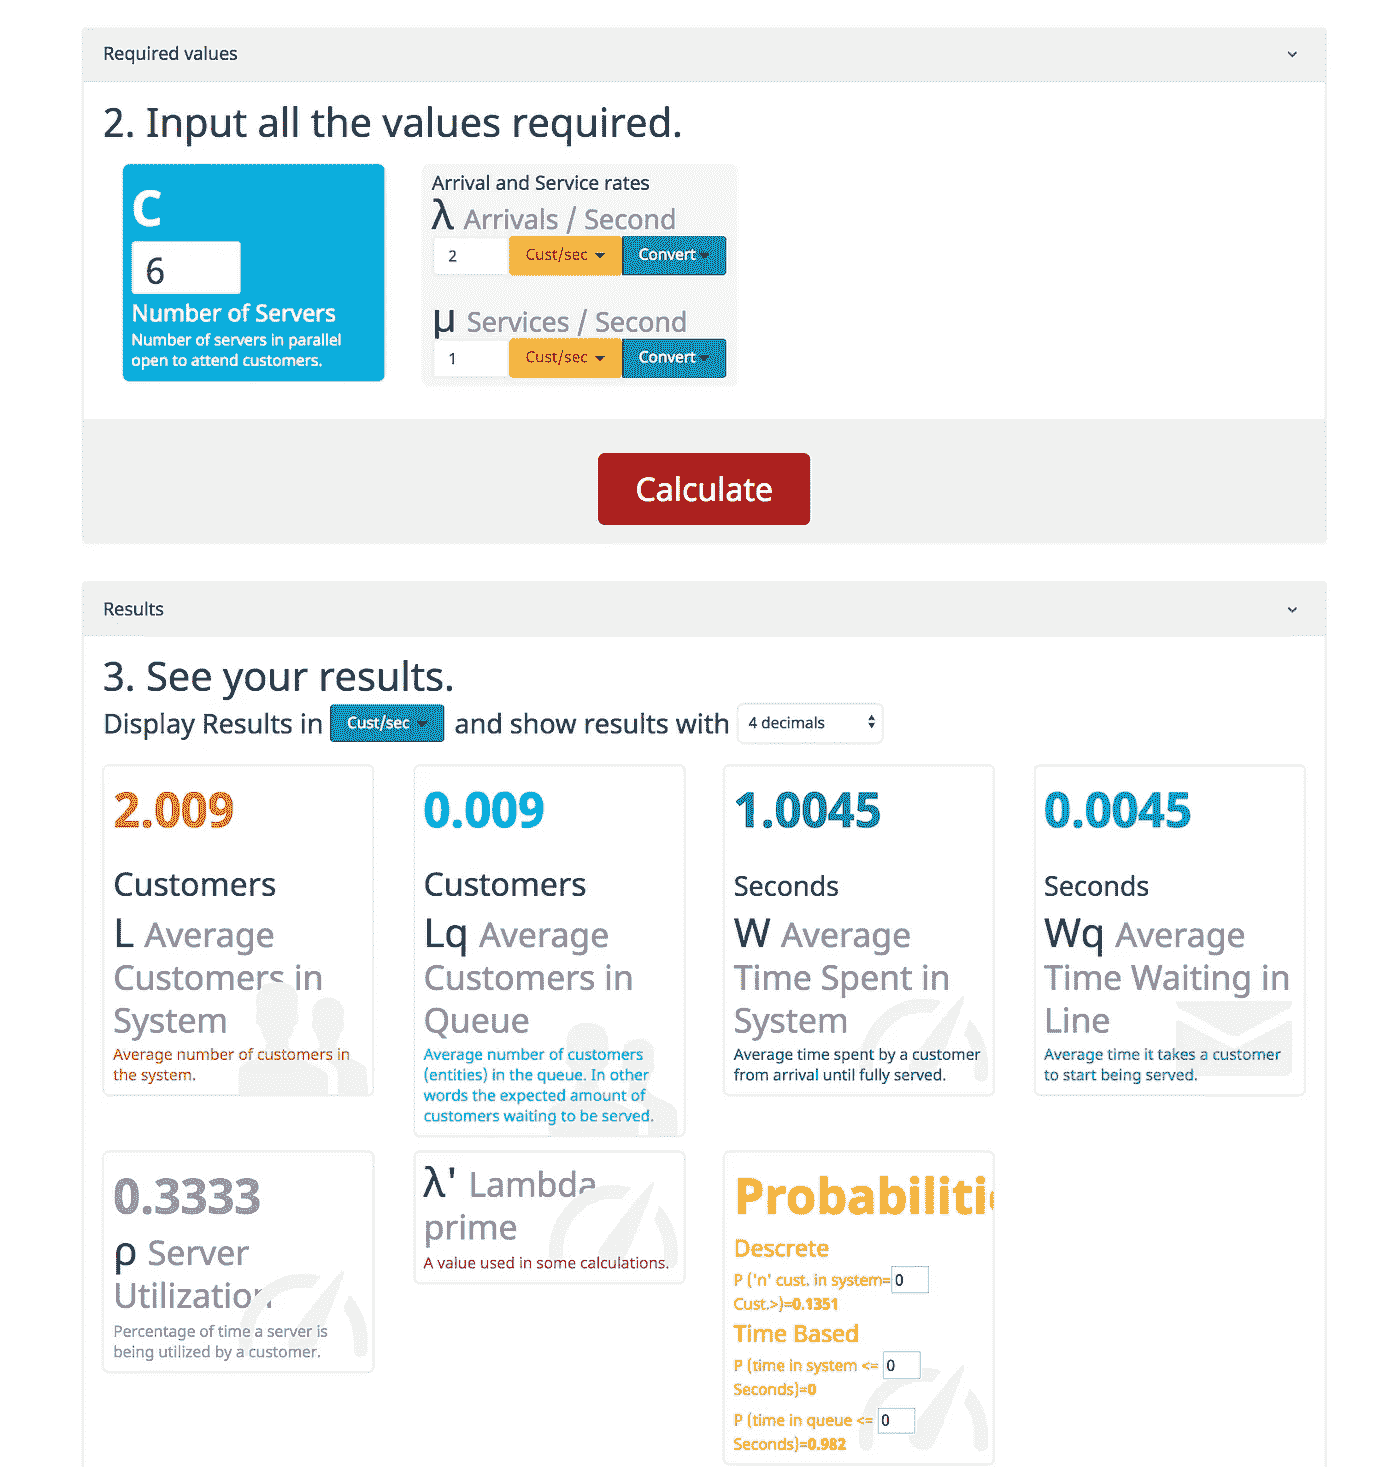 Required values
2. Input all the values required.
C
6
Number of Servers
Number of servers in parallel
open to attend customers.
Arrival and Service rates
λ Arrivals / Second
2 Cust/sec Convert
μ Services / Second
1 Cust/sec Convert
Calculate
Results
3. See your results.
Display Results in Cust/sec and show results with 4 decimals
2.009
Customers
L Average
Customers in
System
Average number of customers in
the system.
0.009
Customers
Lq Average
Customers in
Queue
Average number of customers
(entities) in the queue. In other
words the expected amount of
customers waiting to be served.
1.0045
Seconds
W Average
Time Spent in
System
Average time spent by a customer
from arrival until fully served.
0.0045
Seconds
Wq Average
Time Waiting in
Line
Average time it takes a customer
to start being served.
0.3333
ρ Server
Utilization
Percentage of time a server is
being utilized by a customer.
λ' Lambda
prime
A value used in some calculations.
Probabiliti
Descrete
P ('n' cust. in system= 0
Cust.>)=0.1351
Time Based
P (time in system <= 0
Seconds)=0
P (time in queue <= 0
Seconds)=0.982